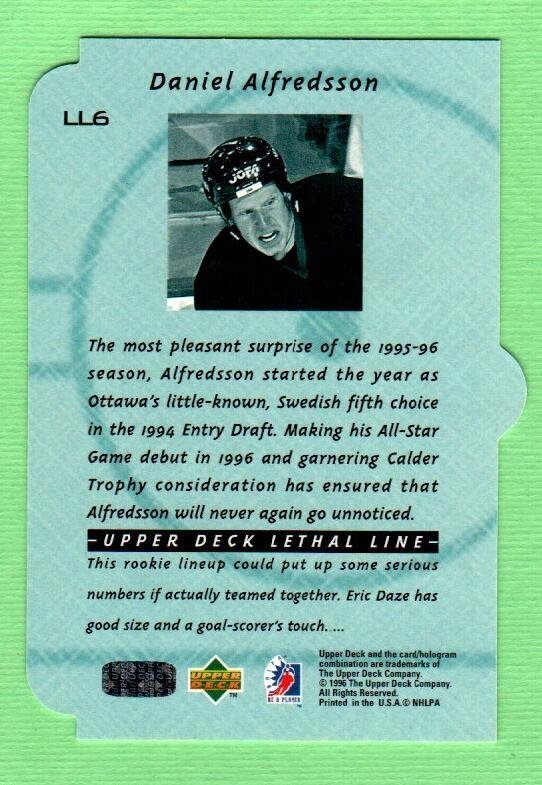 Daniel Alfredsson
LL6
JOFA
The most pleasant surprise of the 1995-96
season, Alfredsson started the year as
Ottawa's little-known, Swedish fifth choice
in the 1994 Entry Draft. Making his All-Star
Game debut in 1996 and garnering Calder
Trophy consideration has ensured that
Alfredsson will never again go unnoticed.
-UPPER DECK LETHAL LINE-
This rookie lineup could put up some serious
numbers if actually teamed together. Eric Daze has
good size and a goal-scorer's touch. ...
UPPER
DECK
TM
BE A PLAYER
Upper Deck and the card/hologram
combination are trademarks of
The Upper Deck Company.
© 1996 The Upper Deck Company.
All Rights Reserved.
Printed in the U.S.A.© NHLPA